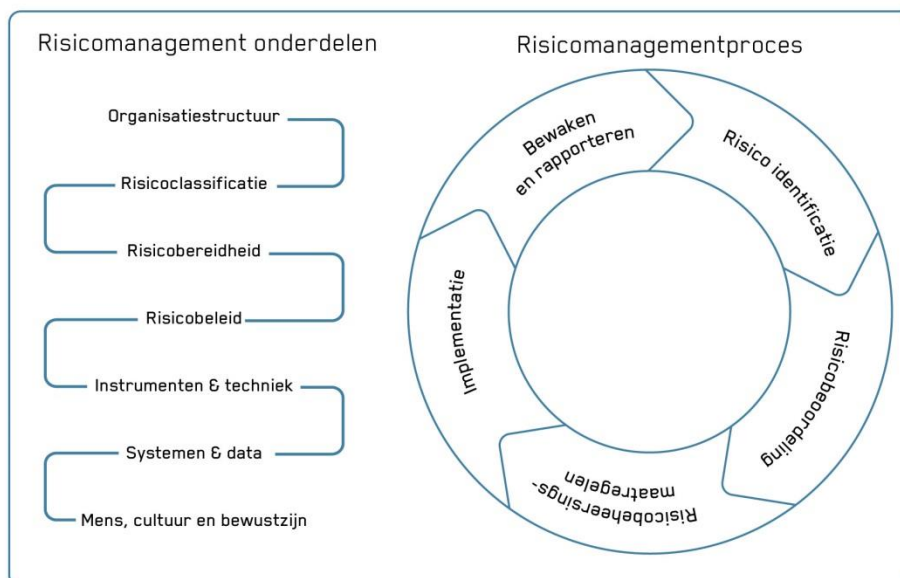 Risicomanagement onderdelen
Organisatiestructuur
Risicoclassificatie
Risicobereidheid
Risicobeleid
Instrumenten & techniek
Systemen & data
Mens, cultuur en bewustzijn
Risicomanagementproces
Risico identificatie
Risicobeoordeling
Risicobeheersings-
maatregelen
Implementatie
Bewaken
en rapporteren